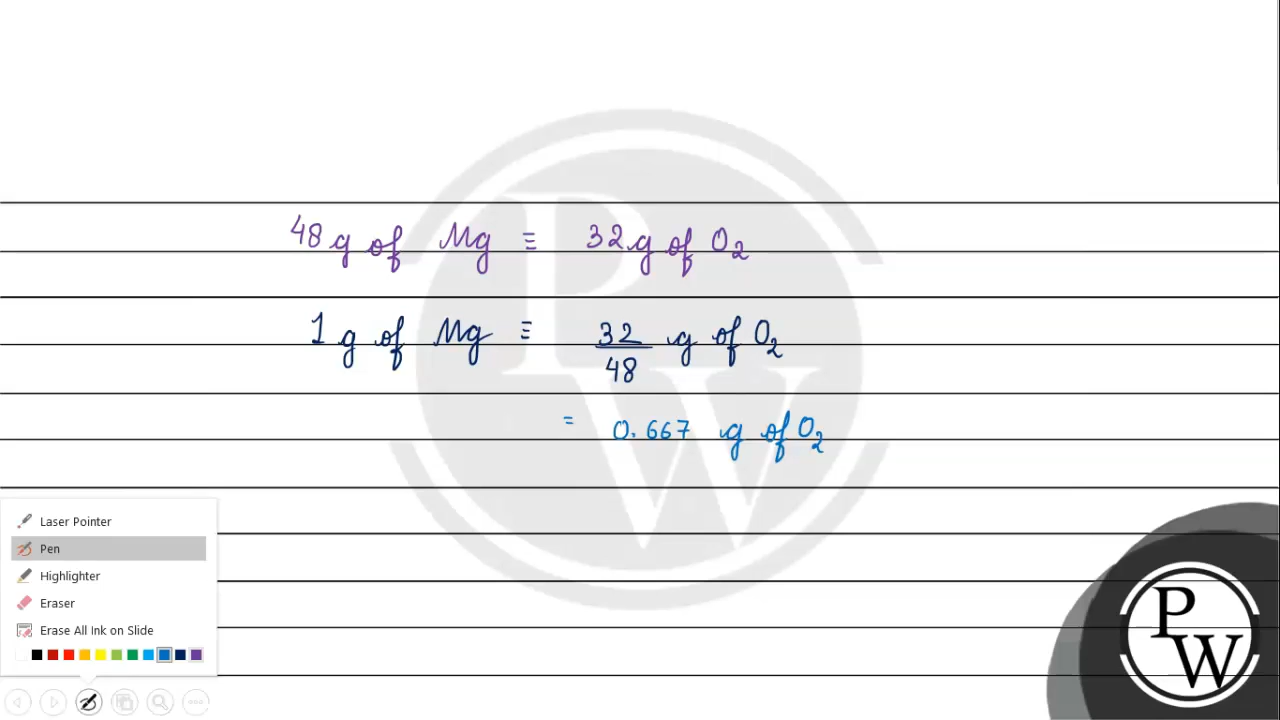 48 g of Mg ≡ 32 g of O₂
1 g of Mg ≡ 32/48 g of O₂
= 0.667 g of O₂
Laser Pointer
Pen
Highlighter
Eraser
Erase All Ink on Slide
PW
PW